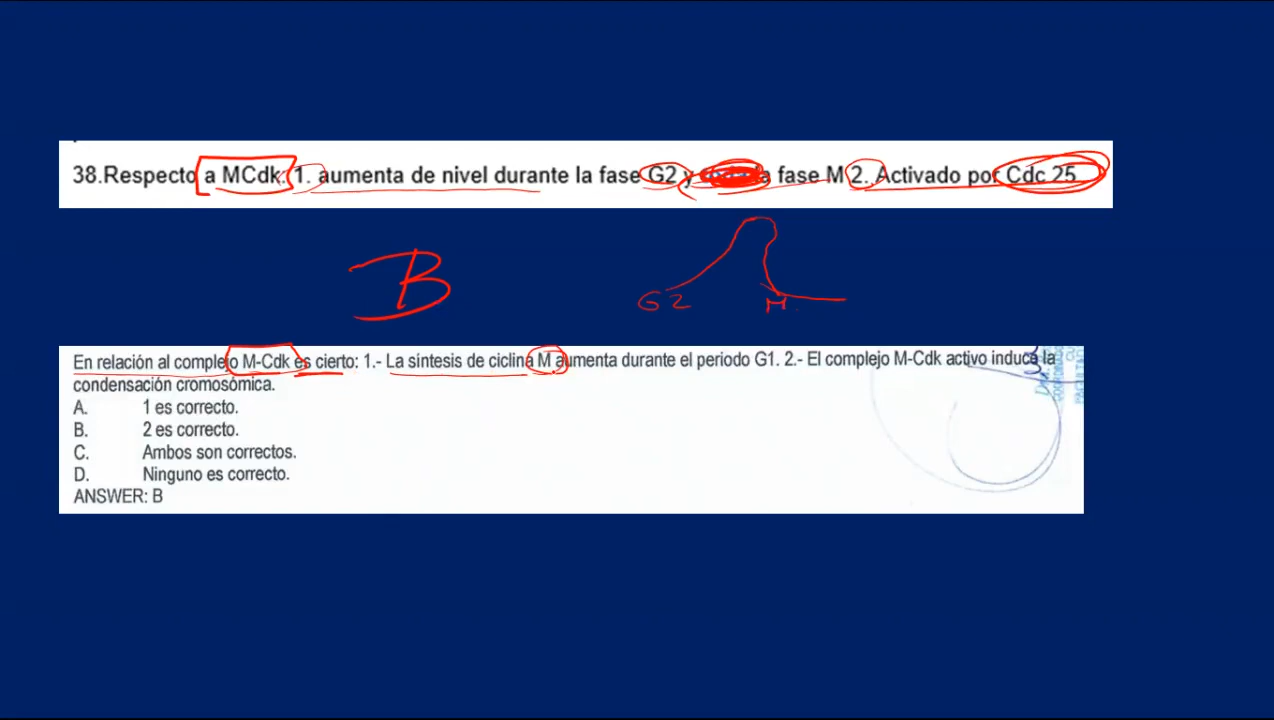 38.Respecto a MCdk: 1. aumenta de nivel durante la fase G2 y la fase M 2. Activado por Cdc 25
B
G2 M
En relación al complejo M-Cdk es cierto: 1.- La síntesis de ciclina M aumenta durante el periodo G1. 2.- El complejo M-Cdk activo induce la
condensación cromosómica.
A. 1 es correcto.
B. 2 es correcto.
C. Ambos son correctos.
D. Ninguno es correcto.
ANSWER: B